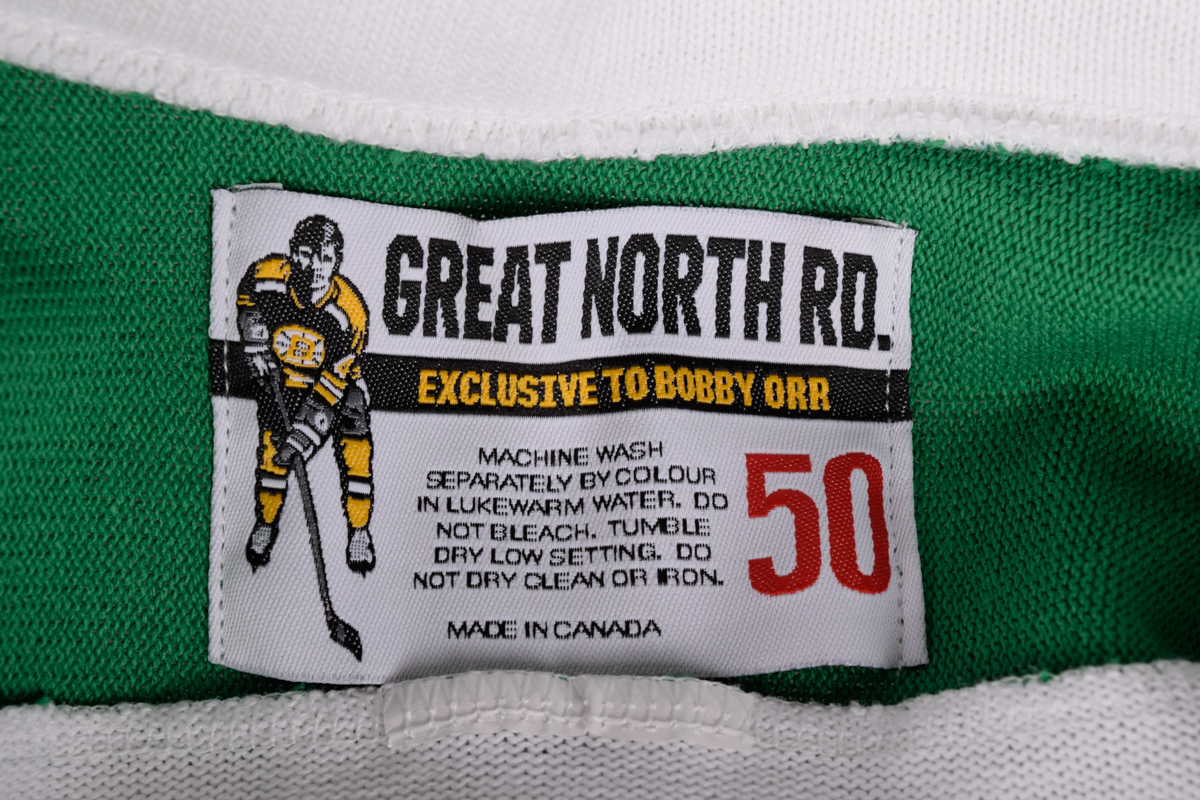 GREAT NORTH RD.
EXCLUSIVE TO BOBBY ORR
MACHINE WASH
SEPARATELY BY COLOUR
IN LUKEWARM WATER. DO
NOT BLEACH. TUMBLE
DRY LOW SETTING. DO
NOT DRY CLEAN OR IRON.
50
MADE IN CANADA
B
4